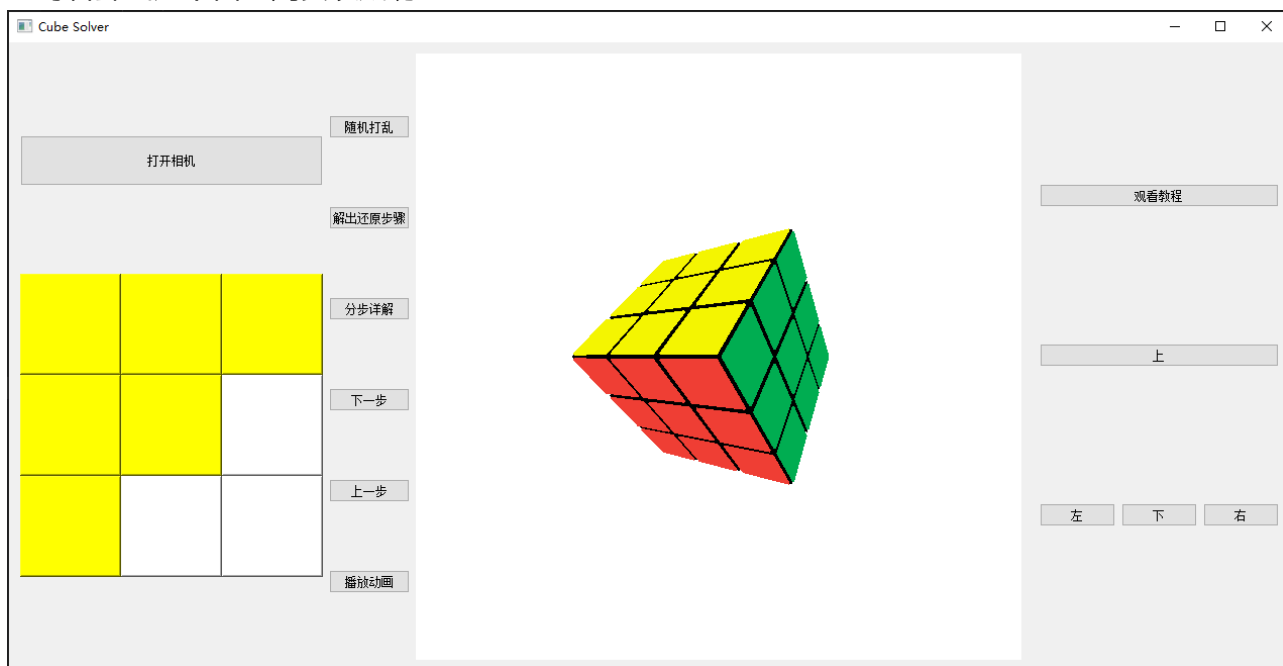 Cube Solver
打开相机
随机打乱
解出还原步骤
分步详解
下一步
上一步
播放动画
观看教程
上
左 下 右